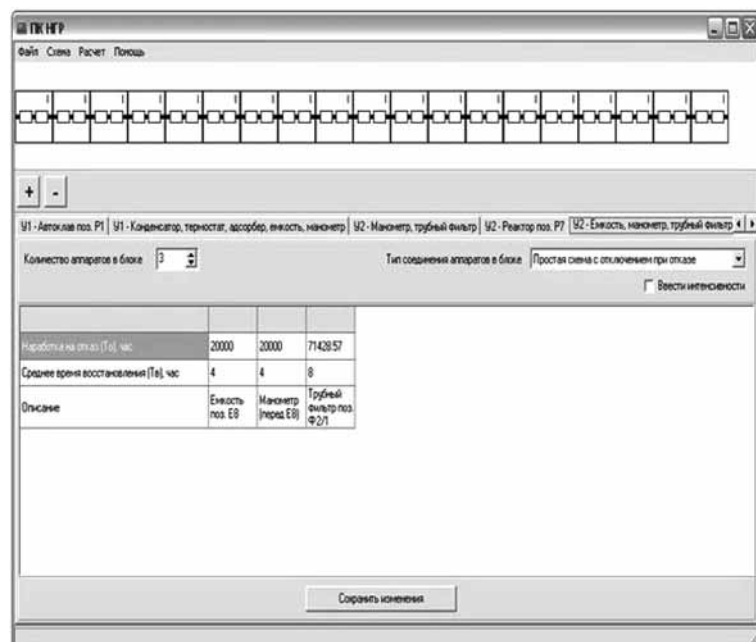 ПК НГР
Файл Схема Расчет Помощь
+ -
У1 - Автоклав поз. Р1 У1 - Конденсатор, термостат, адсорбер, емкость, манометр У2 - Манометр, трубный фильтр У2 - Реактор поз. Р7 У2 - Емкость, манометр, трубный фильтр
Количество аппаратов в блоке 3 Тип соединения аппаратов в блоке Простая схема с отключением при отказе
Ввести интенсивности
Наработка на отказ (То), час 20000 20000 71428.57
Среднее время восстановления (Тв), час 4 4 8
Описание Емкость поз. Е8 Манометр (перед Е8) Трубный фильтр поз. Ф2/1
Сохранить изменения